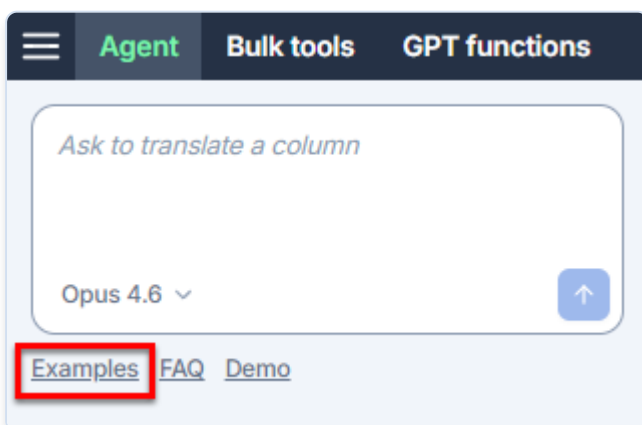 Agent Bulk tools GPT functions
Ask to translate a column
Opus 4.6
Examples FAQ Demo